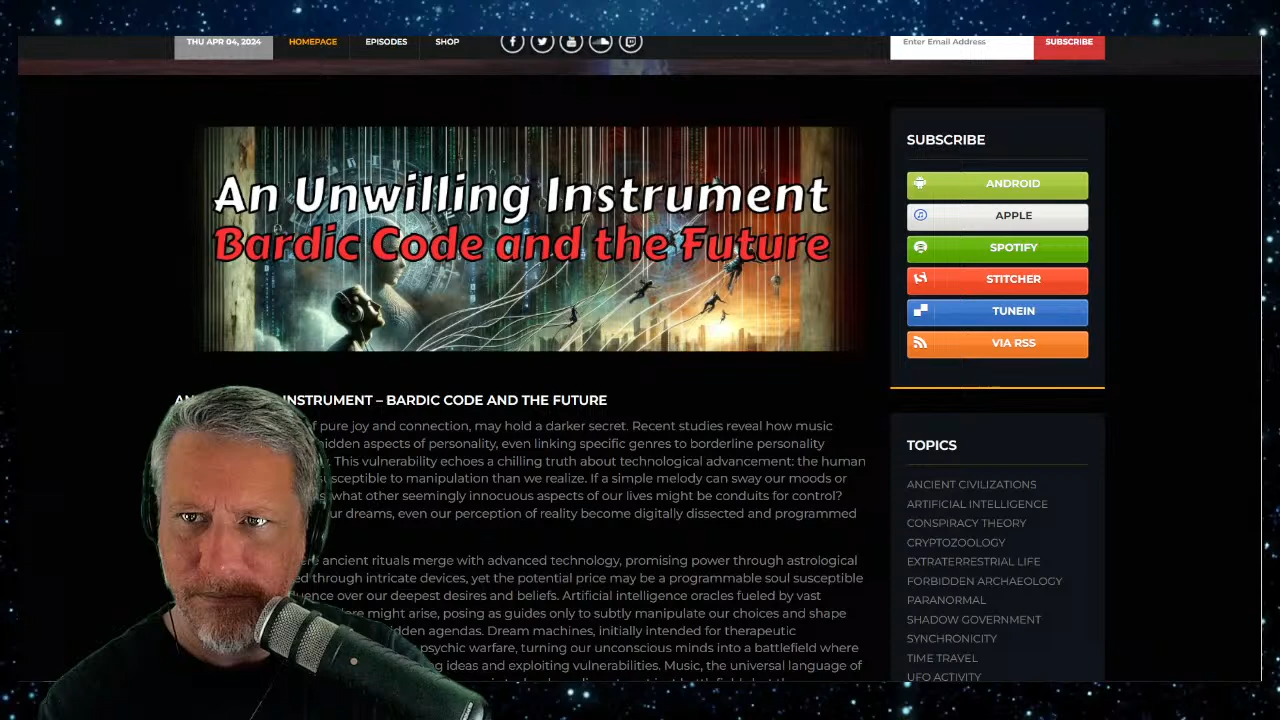 THU APR 04, 2024
HOMEPAGE
EPISODES
SHOP
Enter Email Address
SUBSCRIBE
An Unwilling Instrument
Bardic Code and the Future
SUBSCRIBE
ANDROID
APPLE
SPOTIFY
STITCHER
TUNEIN
VIA RSS
INSTRUMENT – BARDIC CODE AND THE FUTURE
of pure joy and connection, may hold a darker secret. Recent studies reveal how music
hidden aspects of personality, even linking specific genres to borderline personality
This vulnerability echoes a chilling truth about technological advancement: the human
susceptible to manipulation than we realize. If a simple melody can sway our moods or
what other seemingly innocuous aspects of our lives might be conduits for control?
our dreams, even our perception of reality become digitally dissected and programmed
ancient rituals merge with advanced technology, promising power through astrological
through intricate devices, yet the potential price may be a programmable soul susceptible
over our deepest desires and beliefs. Artificial intelligence oracles fueled by vast
might arise, posing as guides only to subtly manipulate our choices and shape
hidden agendas. Dream machines, initially intended for therapeutic
psychic warfare, turning our unconscious minds into a battlefield where
ideas and exploiting vulnerabilities. Music, the universal language of
TOPICS
ANCIENT CIVILIZATIONS
ARTIFICIAL INTELLIGENCE
CONSPIRACY THEORY
CRYPTOZOOLOGY
EXTRATERRESTRIAL LIFE
FORBIDDEN ARCHAEOLOGY
PARANORMAL
SHADOW GOVERNMENT
SYNCHRONICITY
TIME TRAVEL
UFO ACTIVITY